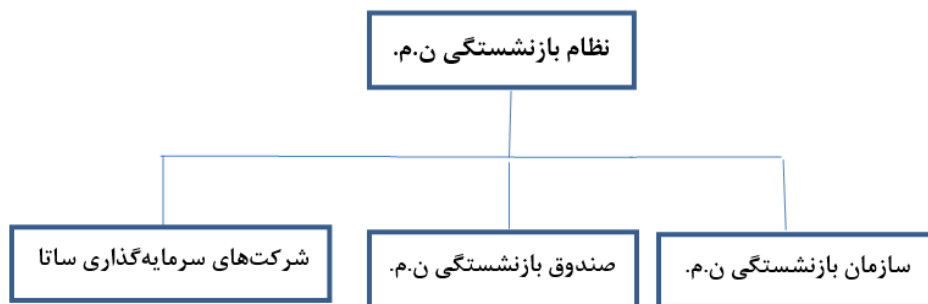 نظام بازنشستگی ن.م.
سازمان بازنشستگی ن.م.
صندوق بازنشستگی ن.م.
شرکت‌های سرمایه‌گذاری ساتا